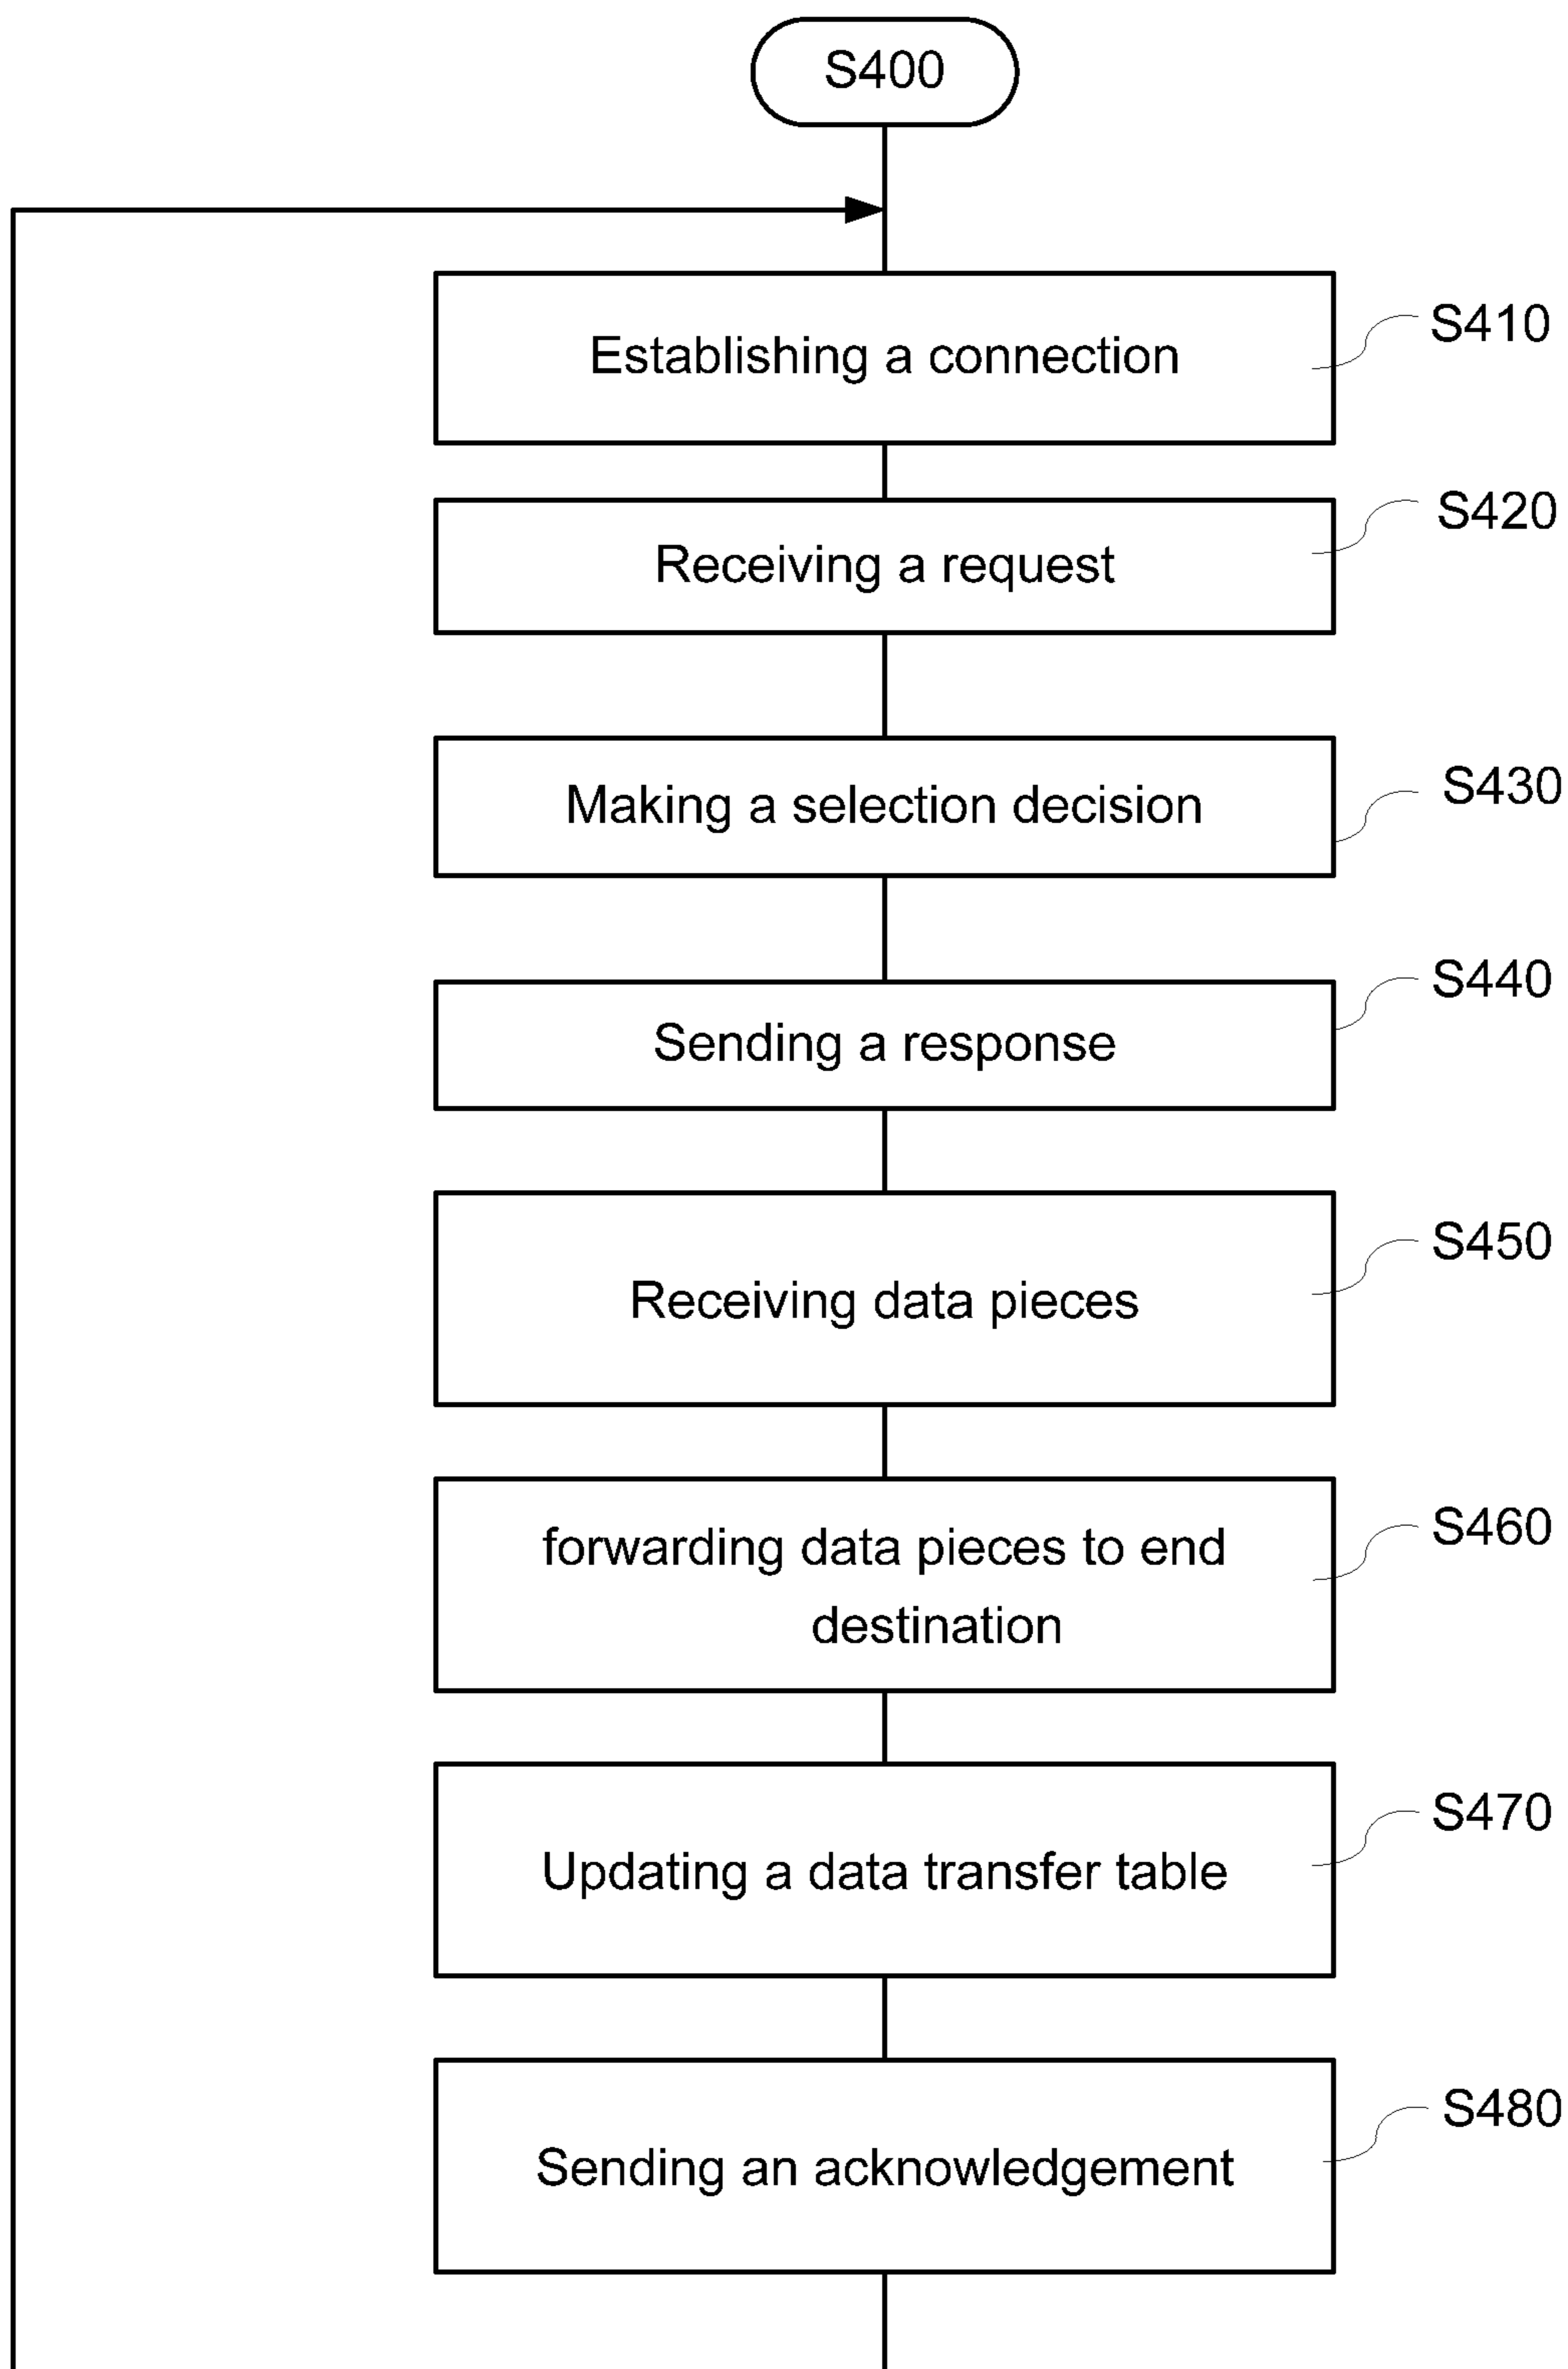 S400
Establishing a connection
S410
Receiving a request
S420
Making a selection decision
S430
Sending a response
S440
Receiving data pieces
S450
forwarding data pieces to end
destination
S460
Updating a data transfer table
S470
Sending an acknowledgement
S480